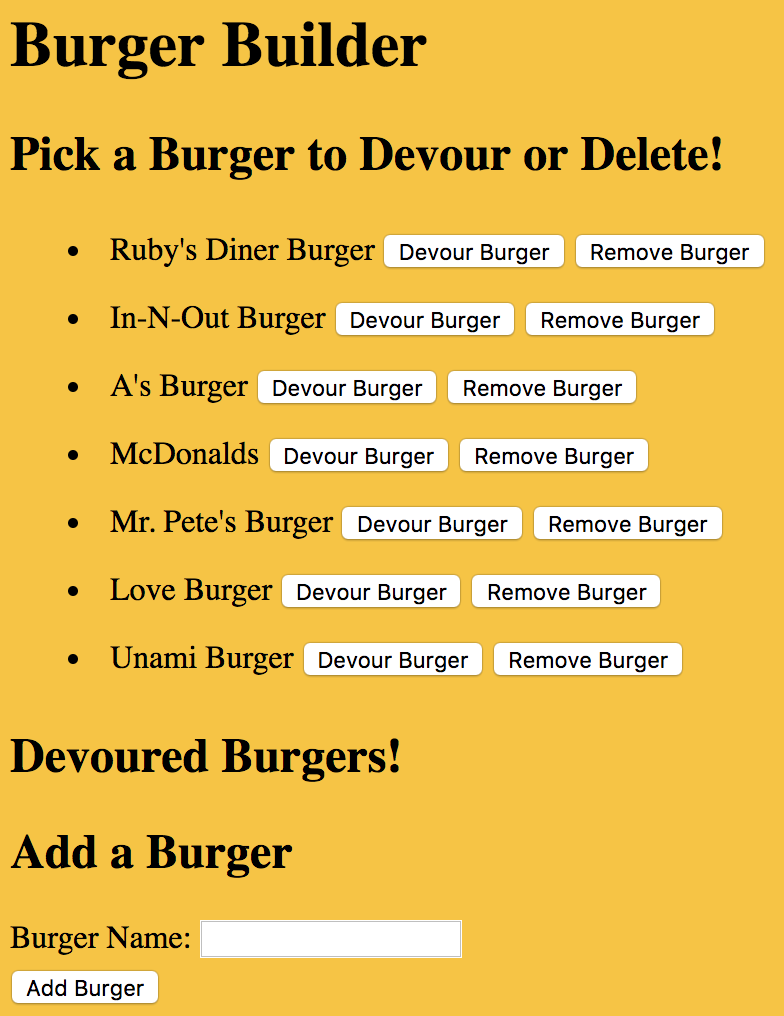 Burger Builder
Pick a Burger to Devour or Delete!
Ruby's Diner Burger Devour Burger Remove Burger
In-N-Out Burger Devour Burger Remove Burger
A's Burger Devour Burger Remove Burger
McDonalds Devour Burger Remove Burger
Mr. Pete's Burger Devour Burger Remove Burger
Love Burger Devour Burger Remove Burger
Unami Burger Devour Burger Remove Burger
Devoured Burgers!
Add a Burger
Burger Name:
Add Burger